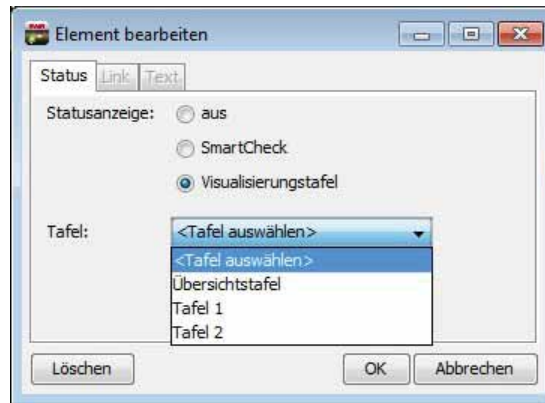 Element bearbeiten
Status Link Text
Statusanzeige: aus
SmartCheck
Visualisierungstafel
Tafel: <Tafel auswählen>
<Tafel auswählen>
Übersichtstafel
Tafel 1
Tafel 2
Löschen OK Abbrechen